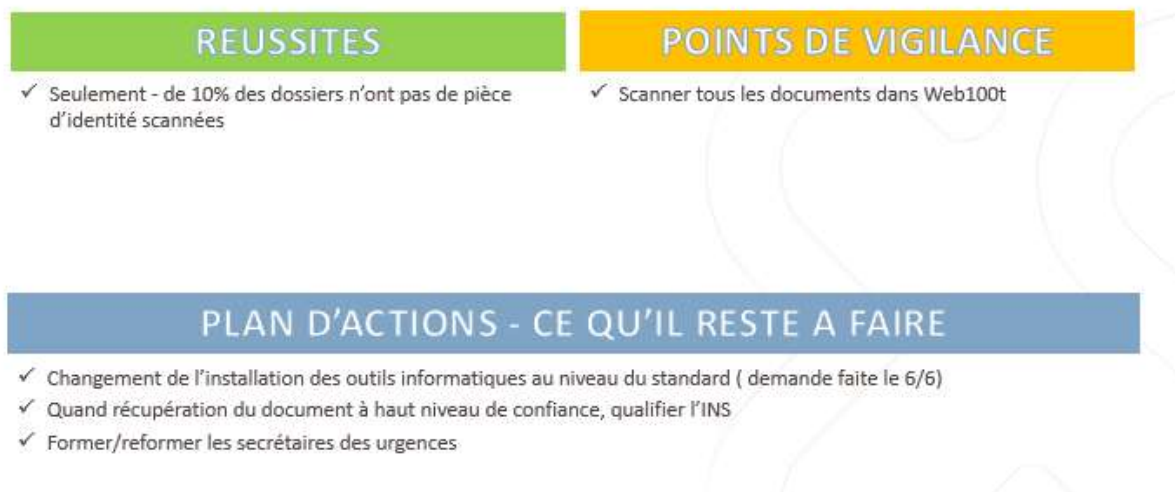 REUSSITES
POINTS DE VIGILANCE
✓ Seulement - de 10% des dossiers n'ont pas de pièce
d'identité scannées
✓ Scanner tous les documents dans Web100t
PLAN D'ACTIONS - CE QU'IL RESTE A FAIRE
✓ Changement de l'installation des outils informatiques au niveau du standard ( demande faite le 6/6)
✓ Quand récupération du document à haut niveau de confiance, qualifier l'INS
✓ Former/reformer les secrétaires des urgences